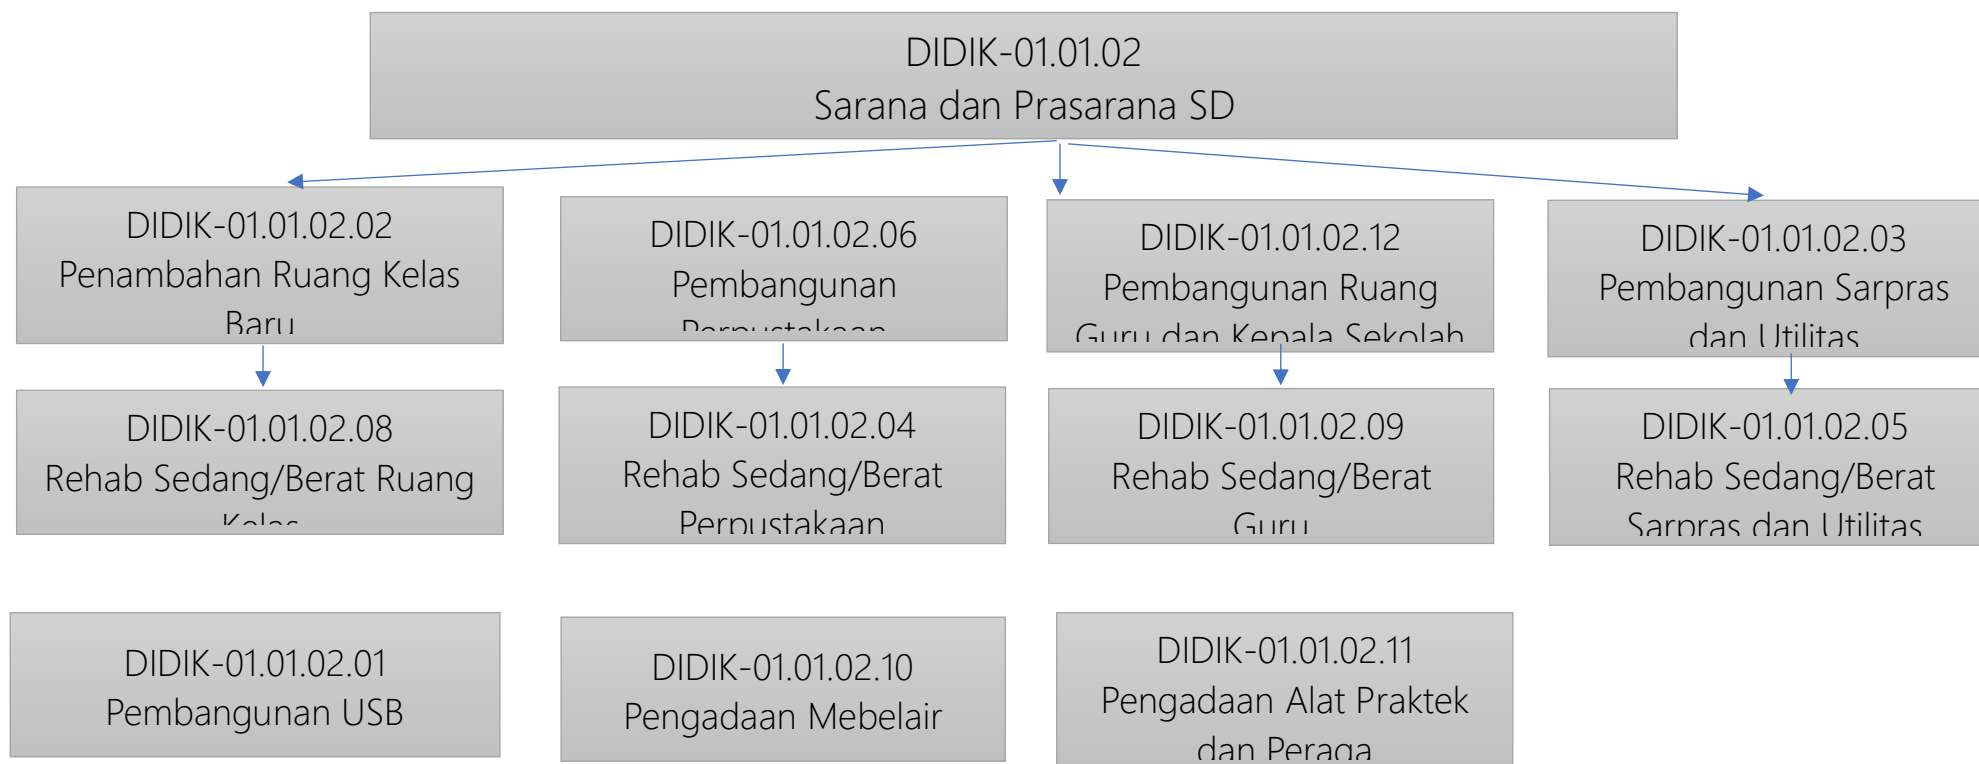 DIDIK-01.01.02
Sarana dan Prasarana SD
DIDIK-01.01.02.02
Penambahan Ruang Kelas
Baru
DIDIK-01.01.02.06
Pembangunan
Perpustakaan
DIDIK-01.01.02.12
Pembangunan Ruang
Guru dan Kepala Sekolah
DIDIK-01.01.02.03
Pembangunan Sarpras
dan Utilitas
DIDIK-01.01.02.08
Rehab Sedang/Berat Ruang
Kelas
DIDIK-01.01.02.04
Rehab Sedang/Berat
Perpustakaan
DIDIK-01.01.02.09
Rehab Sedang/Berat
Guru
DIDIK-01.01.02.05
Rehab Sedang/Berat
Sarpras dan Utilitas
DIDIK-01.01.02.01
Pembangunan USB
DIDIK-01.01.02.10
Pengadaan Mebelair
DIDIK-01.01.02.11
Pengadaan Alat Praktek
dan Peraga